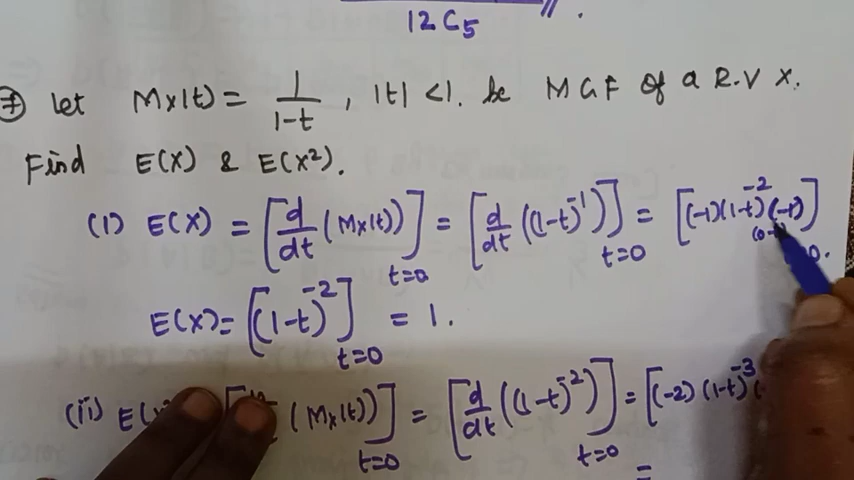 12C5 //.
7 Let Mx(t) = 1/1-t , |t| <1. be MGF of a R.V X.
Find E(X) & E(X²).
(i) E(X) = [d/dt (Mx(t))] t=0 = [d/dt ((1-t)^-1)] t=0 = [(-1)(1-t)^-2 (-1)]
E(X) = [(1-t)^-2] t=0 = 1.
(ii) (Mx(t))] t=0 = [d/dt ((1-t)^-2)] t=0 = [(-2) (1-t)^-3
=